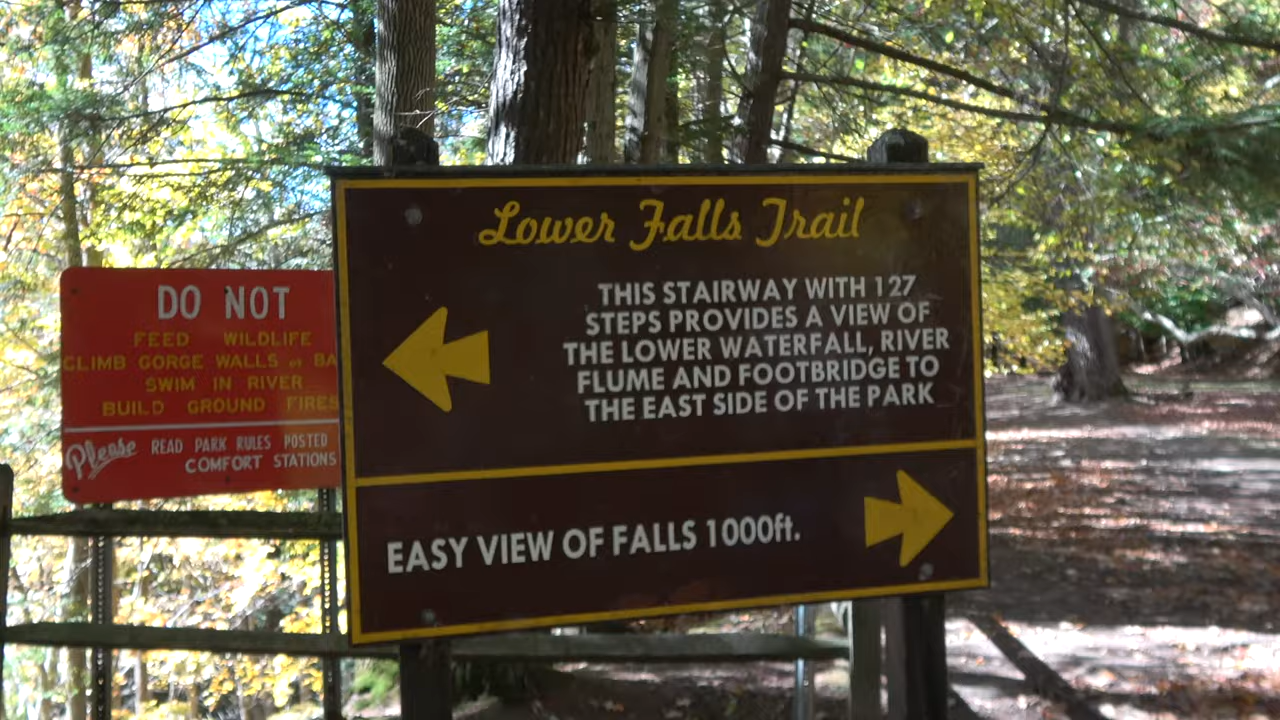 Lower Falls Trail
THIS STAIRWAY WITH 127
STEPS PROVIDES A VIEW OF
THE LOWER WATERFALL, RIVER
FLUME AND FOOTBRIDGE TO
THE EAST SIDE OF THE PARK
EASY VIEW OF FALLS 1000ft.
DO NOT
FEED WILDLIFE
CLIMB GORGE WALLS or
SWIM IN RIVER
BUILD GROUND FIRES
Please READ PARK RULES POSTED
COMFORT STATIONS